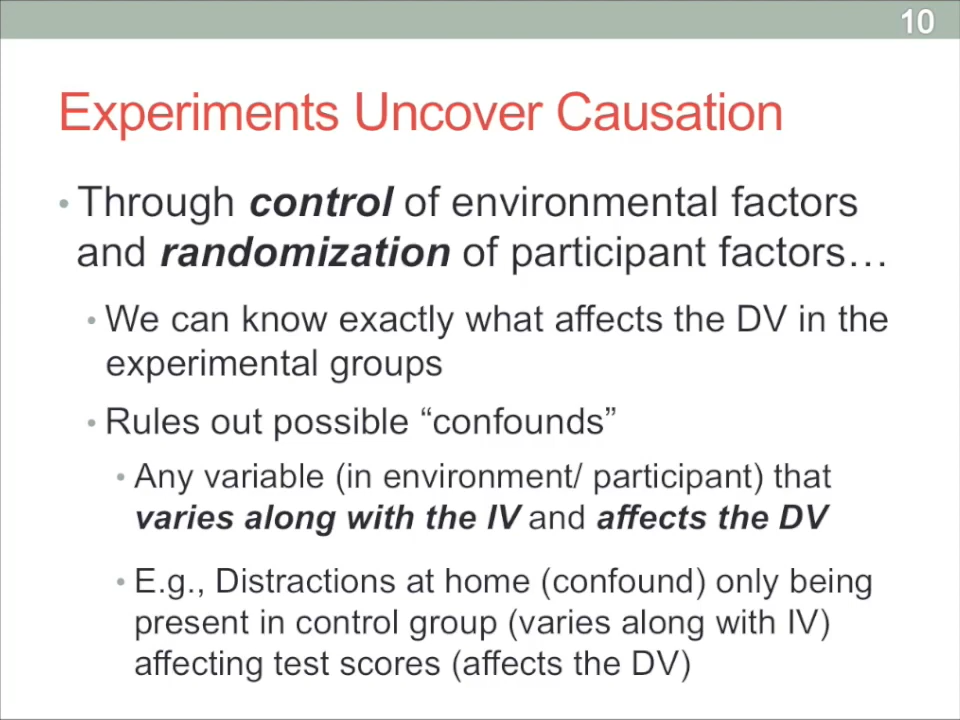 10
Experiments Uncover Causation
• Through control of environmental factors
and randomization of participant factors…
• We can know exactly what affects the DV in the
experimental groups
• Rules out possible “confounds”
• Any variable (in environment/ participant) that
varies along with the IV and affects the DV
• E.g., Distractions at home (confound) only being
present in control group (varies along with IV)
affecting test scores (affects the DV)